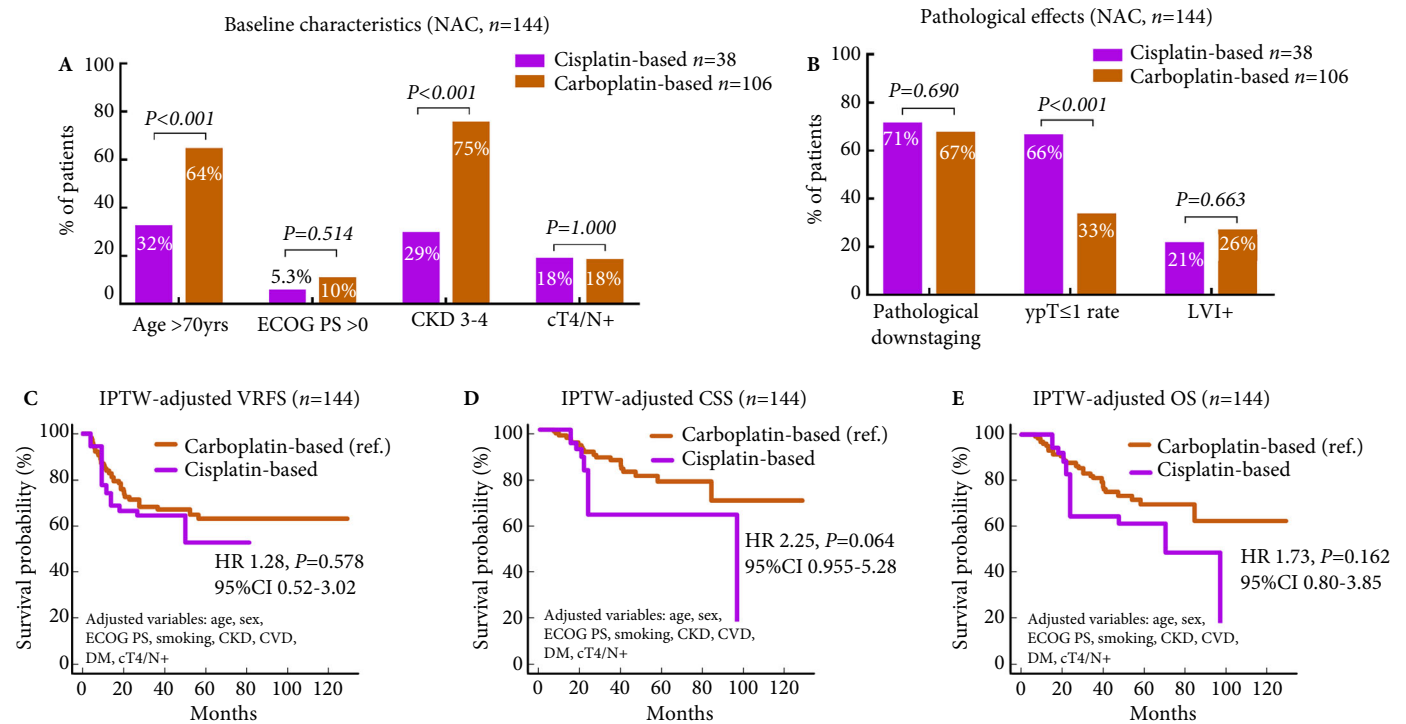 Baseline characteristics (NAC, n=144)
A
Cisplatin-based n=38
Carboplatin-based n=106
% of patients
100
80
60
40
20
0
P<0.001
32%
64%
P=0.514
5.3%
10%
P<0.001
29%
75%
P=1.000
18%
18%
Age >70yrs
ECOG PS >0
CKD 3-4
cT4/N+
Pathological effects (NAC, n=144)
B
Cisplatin-based n=38
Carboplatin-based n=106
% of patients
100
80
60
40
20
0
P=0.690
71%
67%
P<0.001
66%
33%
P=0.663
21%
26%
Pathological
downstaging
ypT≤1 rate
LVI+
C
IPTW-adjusted VRFS (n=144)
Survival probability (%)
100
80
60
40
20
0
Carboplatin-based (ref.)
Cisplatin-based
HR 1.28, P=0.578
95%CI 0.52-3.02
Adjusted variables: age, sex,
ECOG PS, smoking, CKD, CVD,
DM, cT4/N+
0 20 40 60 80 100 120
Months
D
IPTW-adjusted CSS (n=144)
Survival probability (%)
100
80
60
40
20
0
Carboplatin-based (ref.)
Cisplatin-based
HR 2.25, P=0.064
95%CI 0.955-5.28
Adjusted variables: age, sex,
ECOG PS, smoking, CKD, CVD,
DM, cT4/N+
0 20 40 60 80 100 120
Months
E
IPTW-adjusted OS (n=144)
Survival probability (%)
100
80
60
40
20
0
Carboplatin-based (ref.)
Cisplatin-based
HR 1.73, P=0.162
95%CI 0.80-3.85
Adjusted variables: age, sex,
ECOG PS, smoking, CKD, CVD,
DM, cT4/N+
0 20 40 60 80 100 120
Months